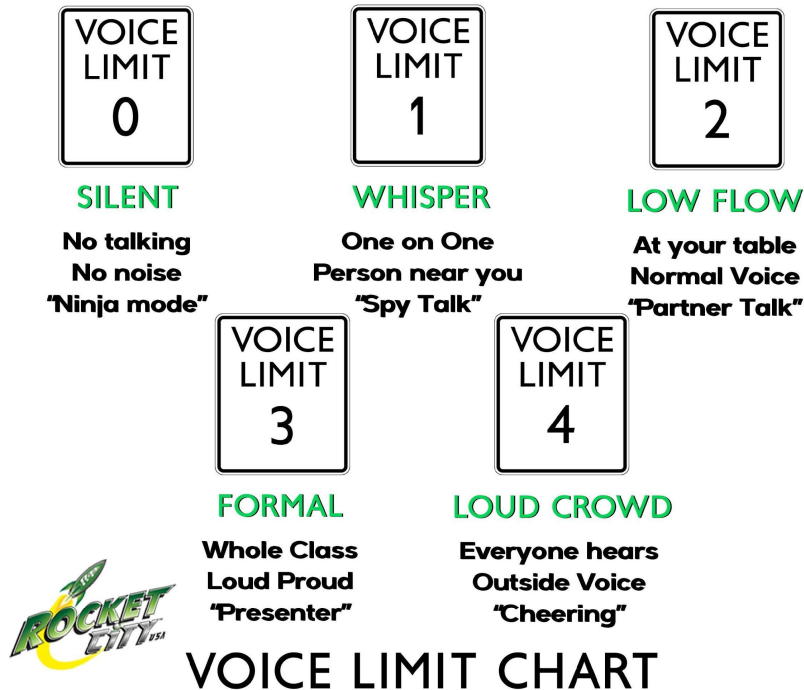 VOICE
LIMIT
0
SILENT
No talking
No noise
“Ninja mode”
VOICE
LIMIT
1
WHISPER
One on One
Person near you
“Spy Talk”
VOICE
LIMIT
2
LOW FLOW
At your table
Normal Voice
“Partner Talk”
VOICE
LIMIT
3
FORMAL
Whole Class
Loud Proud
“Presenter”
VOICE
LIMIT
4
LOUD CROWD
Everyone hears
Outside Voice
“Cheering”
ROCKET
CITY USA
VOICE LIMIT CHART